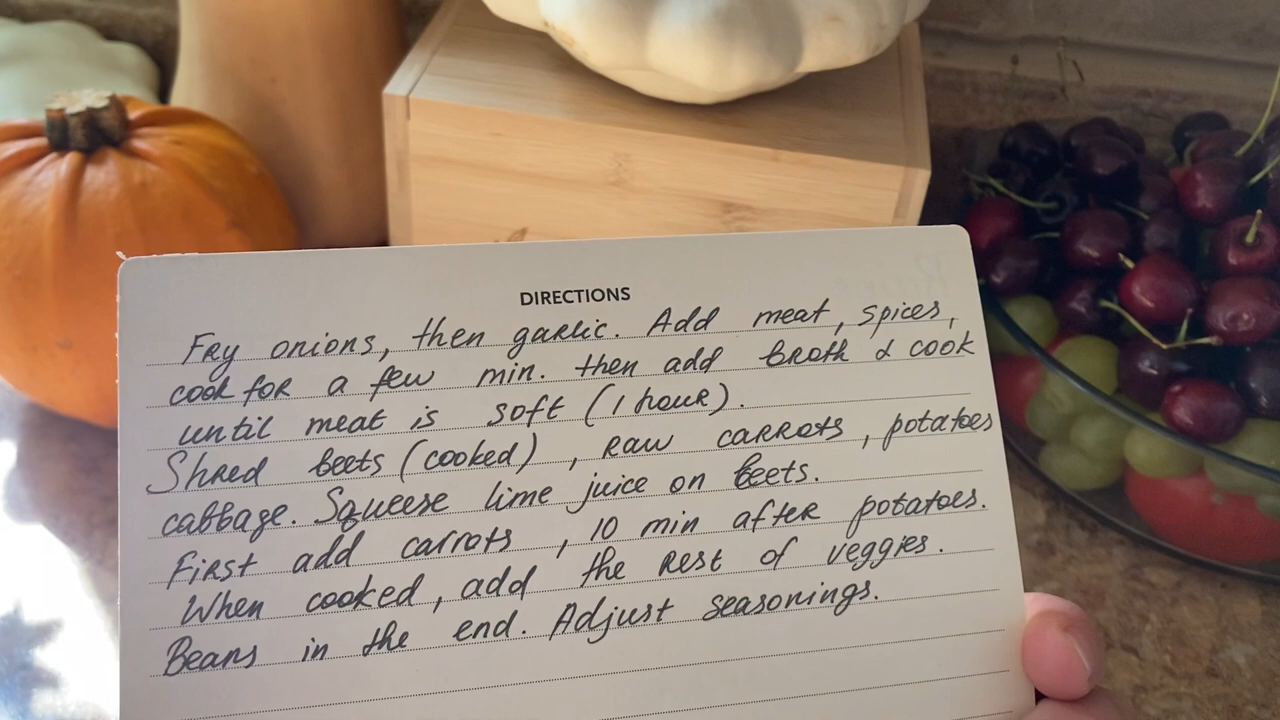 DIRECTIONS
Fry onions, then garlic. Add meat, spices,
cook for a few min. then add broth & cook
until meat is soft (1 hour).
Shred beets (cooked), raw carrots, potatoes
cabbage. Squeese lime juice on beets.
First add carrots, 10 min after potatoes.
When cooked, add the rest of veggies.
Beans in the end. Adjust seasonings.